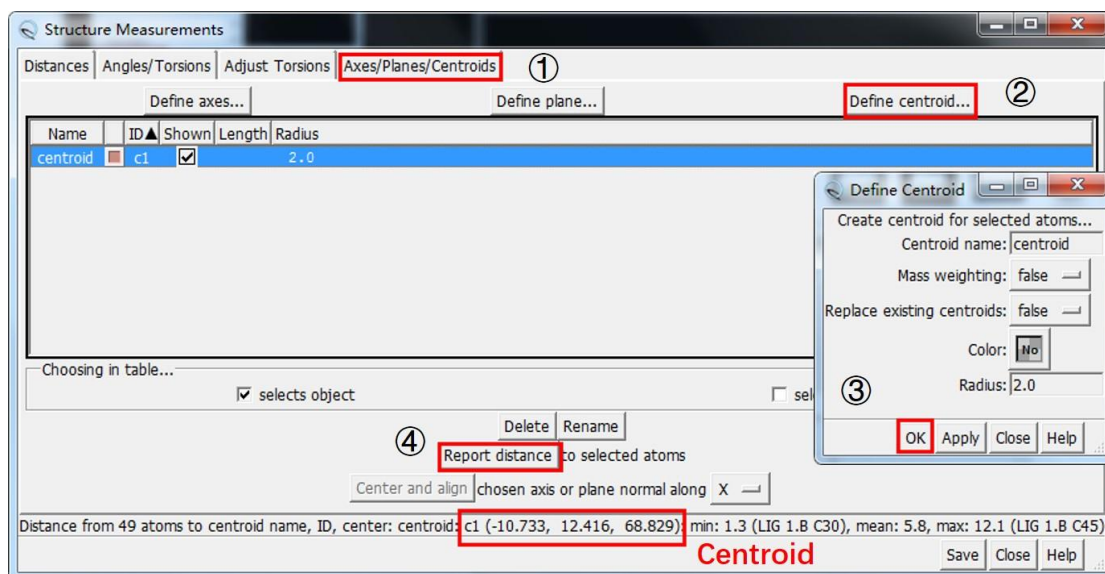 Structure Measurements
Distances Angles/Torsions Adjust Torsions Axes/Planes/Centroids ①
Define axes... Define plane... Define centroid... ②
Name ID▲ Shown Length Radius
centroid c1 2.0
Define Centroid
Create centroid for selected atoms...
Centroid name: centroid
Mass weighting: false
Replace existing centroids: false
Color: No
③ Radius: 2.0
OK Apply Close Help
Choosing in table...
selects object sel
Delete Rename
④ Report distance to selected atoms
Center and align chosen axis or plane normal along X
Distance from 49 atoms to centroid name, ID, center: centroid: c1 (-10.733, 12.416, 68.829): min: 1.3 (LIG 1.B C30), mean: 5.8, max: 12.1 (LIG 1.B C45)
Centroid
Save Close Help